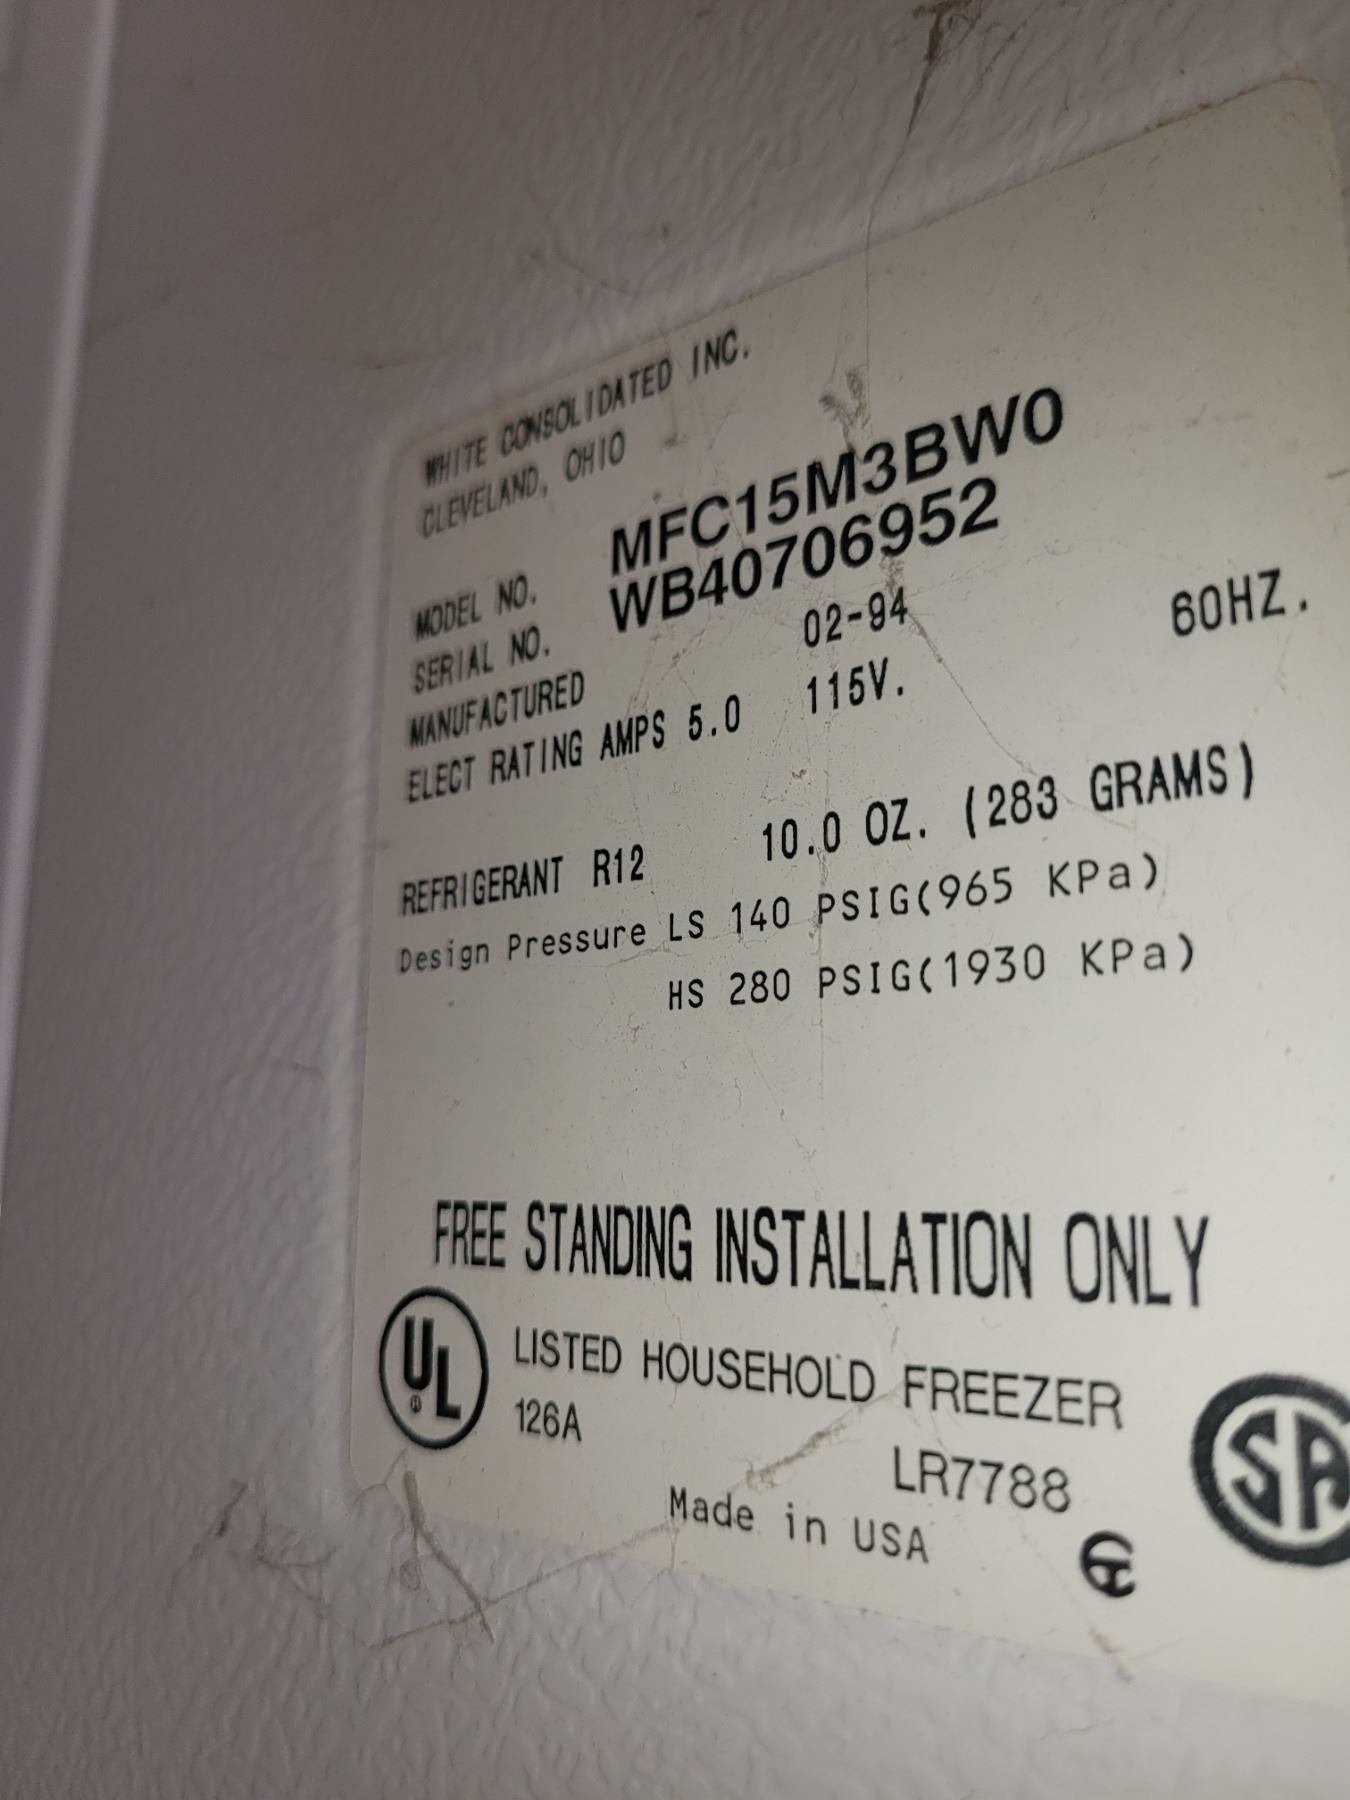 WHITE CONSOLIDATED INC.
CLEVELAND, OHIO
MODEL NO. MFC15M3BW0
SERIAL NO. WB40706952
MANUFACTURED 02-94
ELECT RATING AMPS 5.0 115V. 60HZ.
REFRIGERANT R12 10.0 OZ. (283 GRAMS)
Design Pressure LS 140 PSIG(965 KPa)
HS 280 PSIG(1930 KPa)
FREE STANDING INSTALLATION ONLY
UL ® LISTED HOUSEHOLD FREEZER
126A
LR7788
SA
Made in USA